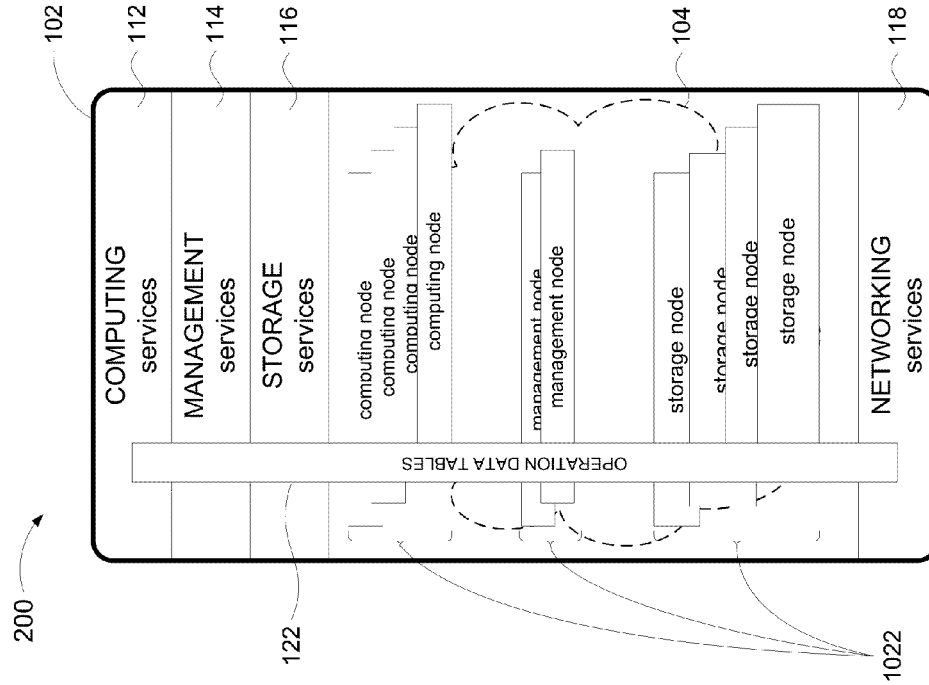 200
102
112
114
116
104
118
122
1022
COMPUTING
services
MANAGEMENT
services
STORAGE
services
computing node
computing node
computing node
computing node
management node
management node
storage node
storage node
storage node
storage node
OPERATION DATA TABLES
NETWORKING
services